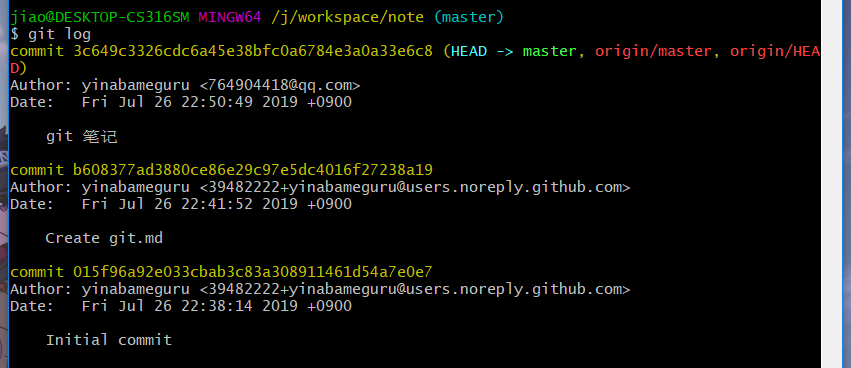 jiao@DESKTOP-CS316SM MINGW64 /j/workspace/note (master)
$ git log
commit 3c649c3326cdc6a45e38bfc0a6784e3a0a33e6c8 (HEAD -> master, origin/master, origin/HEA
D)
Author: yinabameguru <764904418@qq.com>
Date:   Fri Jul 26 22:50:49 2019 +0900
git 笔记
commit b608377ad3880ce86e29c97e5dc4016f27238a19
Author: yinabameguru <39482222+yinabameguru@users.noreply.github.com>
Date:   Fri Jul 26 22:41:52 2019 +0900
Create git.md
commit 015f96a92e033cbab3c83a308911461d54a7e0e7
Author: yinabameguru <39482222+yinabameguru@users.noreply.github.com>
Date:   Fri Jul 26 22:38:14 2019 +0900
Initial commit